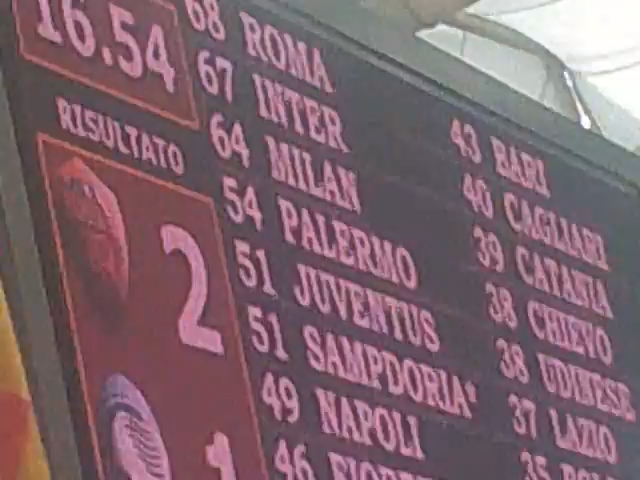 16.54
RISULTATO
2
1
68 ROMA
67 INTER
64 MILAN
54 PALERMO
51 JUVENTUS
51 SAMPDORIA*
49 NAPOLI
46
43 BARI
40 CAGLIARI
39 CATANIA
38 CHIEVO
38 UDINESE
37 LAZIO
35